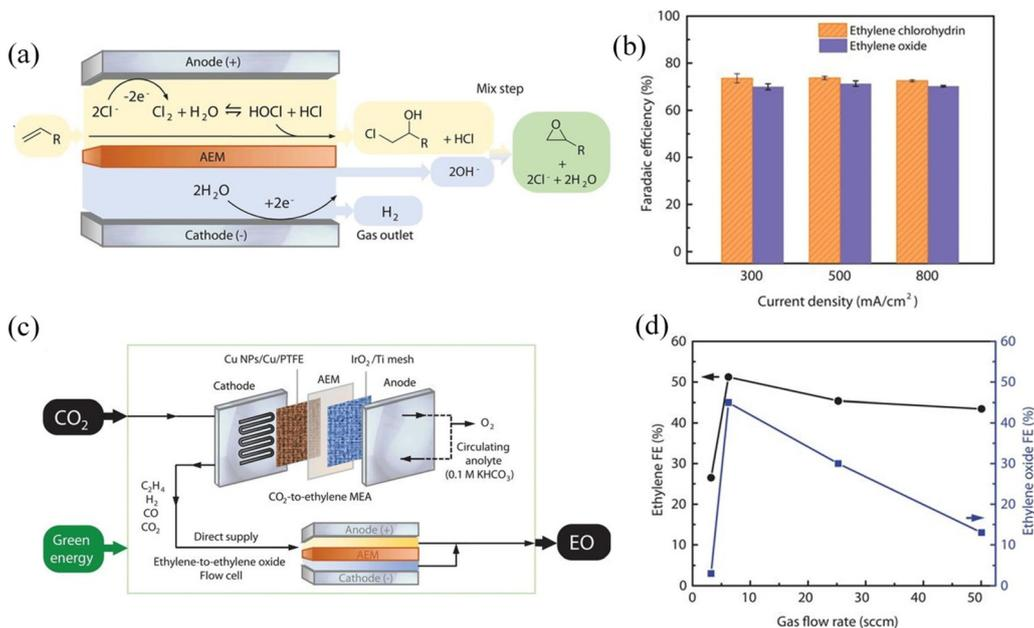 (a)
Anode (+)
-2e⁻
2Cl⁻ Cl₂ + H₂O ⇌ HOCl + HCl
R
AEM
2H₂O
+2e⁻
Cathode (-)
OH
Cl
R
+ HCl
2OH⁻
H₂
Gas outlet
Mix step
O
R
+
2Cl⁻ + 2H₂O
(b)
Ethylene chlorohydrin
Ethylene oxide
Faradaic efficiency (%)
100
80
60
40
20
0
300 500 800
Current density (mA/cm²)
80
60
40
70
100
0
(c)
Cu NPs/Cu/PTFE
IrO₂/Ti mesh
Cathode
AEM
Anode
CO₂
O₂
Circulating
anolyte
(0.1 M KHCO₃)
CO₂-to-ethylene MEA
C₂H₄
H₂
CO
CO₂
Green
energy
Direct supply
Ethylene-to-ethylene oxide
Flow cell
Anode (+)
AEM
Cathode (-)
EO
(d)
Ethylene FE (%)
60
50
40
30
20
10
0
0 10 20 30 40 50
Gas flow rate (sccm)
60
50
40
30
20
10
0
Ethylene oxide FE (%)